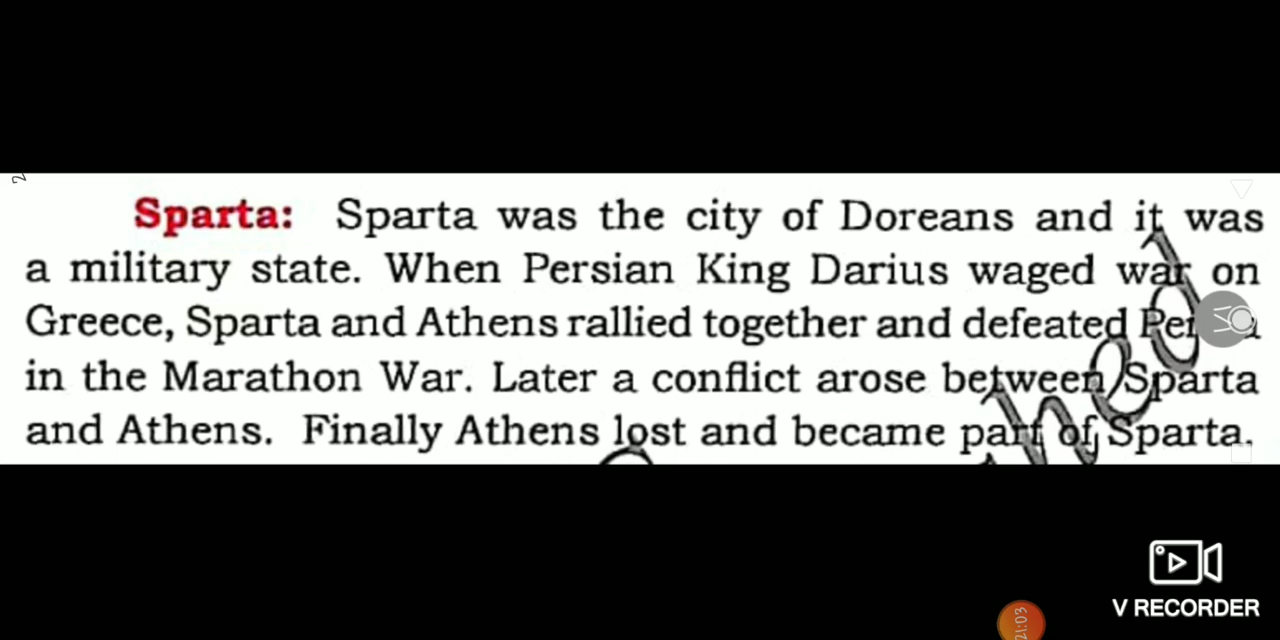 Sparta: Sparta was the city of Doreans and it was
a military state. When Persian King Darius waged war on
Greece, Sparta and Athens rallied together and defeated
in the Marathon War. Later a conflict arose between Sparta
and Athens. Finally Athens lost and became part of Sparta.
V RECORDER
21:03